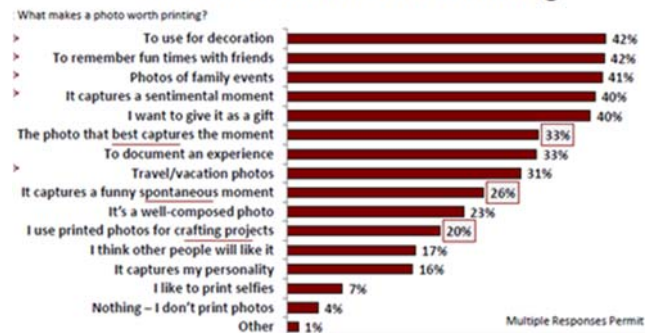 : What makes a photo worth printing?
To use for decoration 42%
To remember fun times with friends 42%
Photos of family events 41%
It captures a sentimental moment 40%
I want to give it as a gift 40%
The photo that best captures the moment 33%
To document an experience 33%
Travel/vacation photos 31%
It captures a funny spontaneous moment 26%
It's a well-composed photo 23%
I use printed photos for crafting projects 20%
I think other people will like it 17%
It captures my personality 16%
I like to print selfies 7%
Nothing – I don't print photos 4%
Other 1%
Multiple Responses Permit